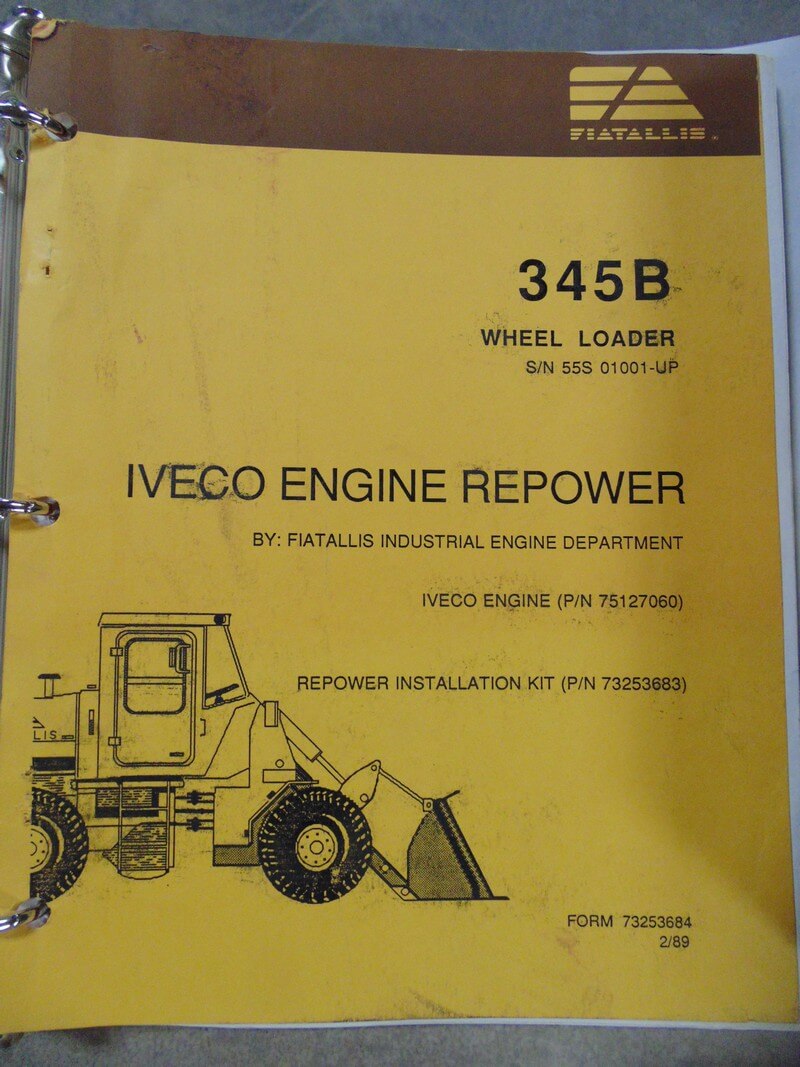 FIATALLIS
345B
WHEEL LOADER
S/N 55S 01001-UP
IVECO ENGINE REPOWER
BY: FIATALLIS INDUSTRIAL ENGINE DEPARTMENT
IVECO ENGINE (P/N 75127060)
REPOWER INSTALLATION KIT (P/N 73253683)
LIS
FORM 73253684
2/89